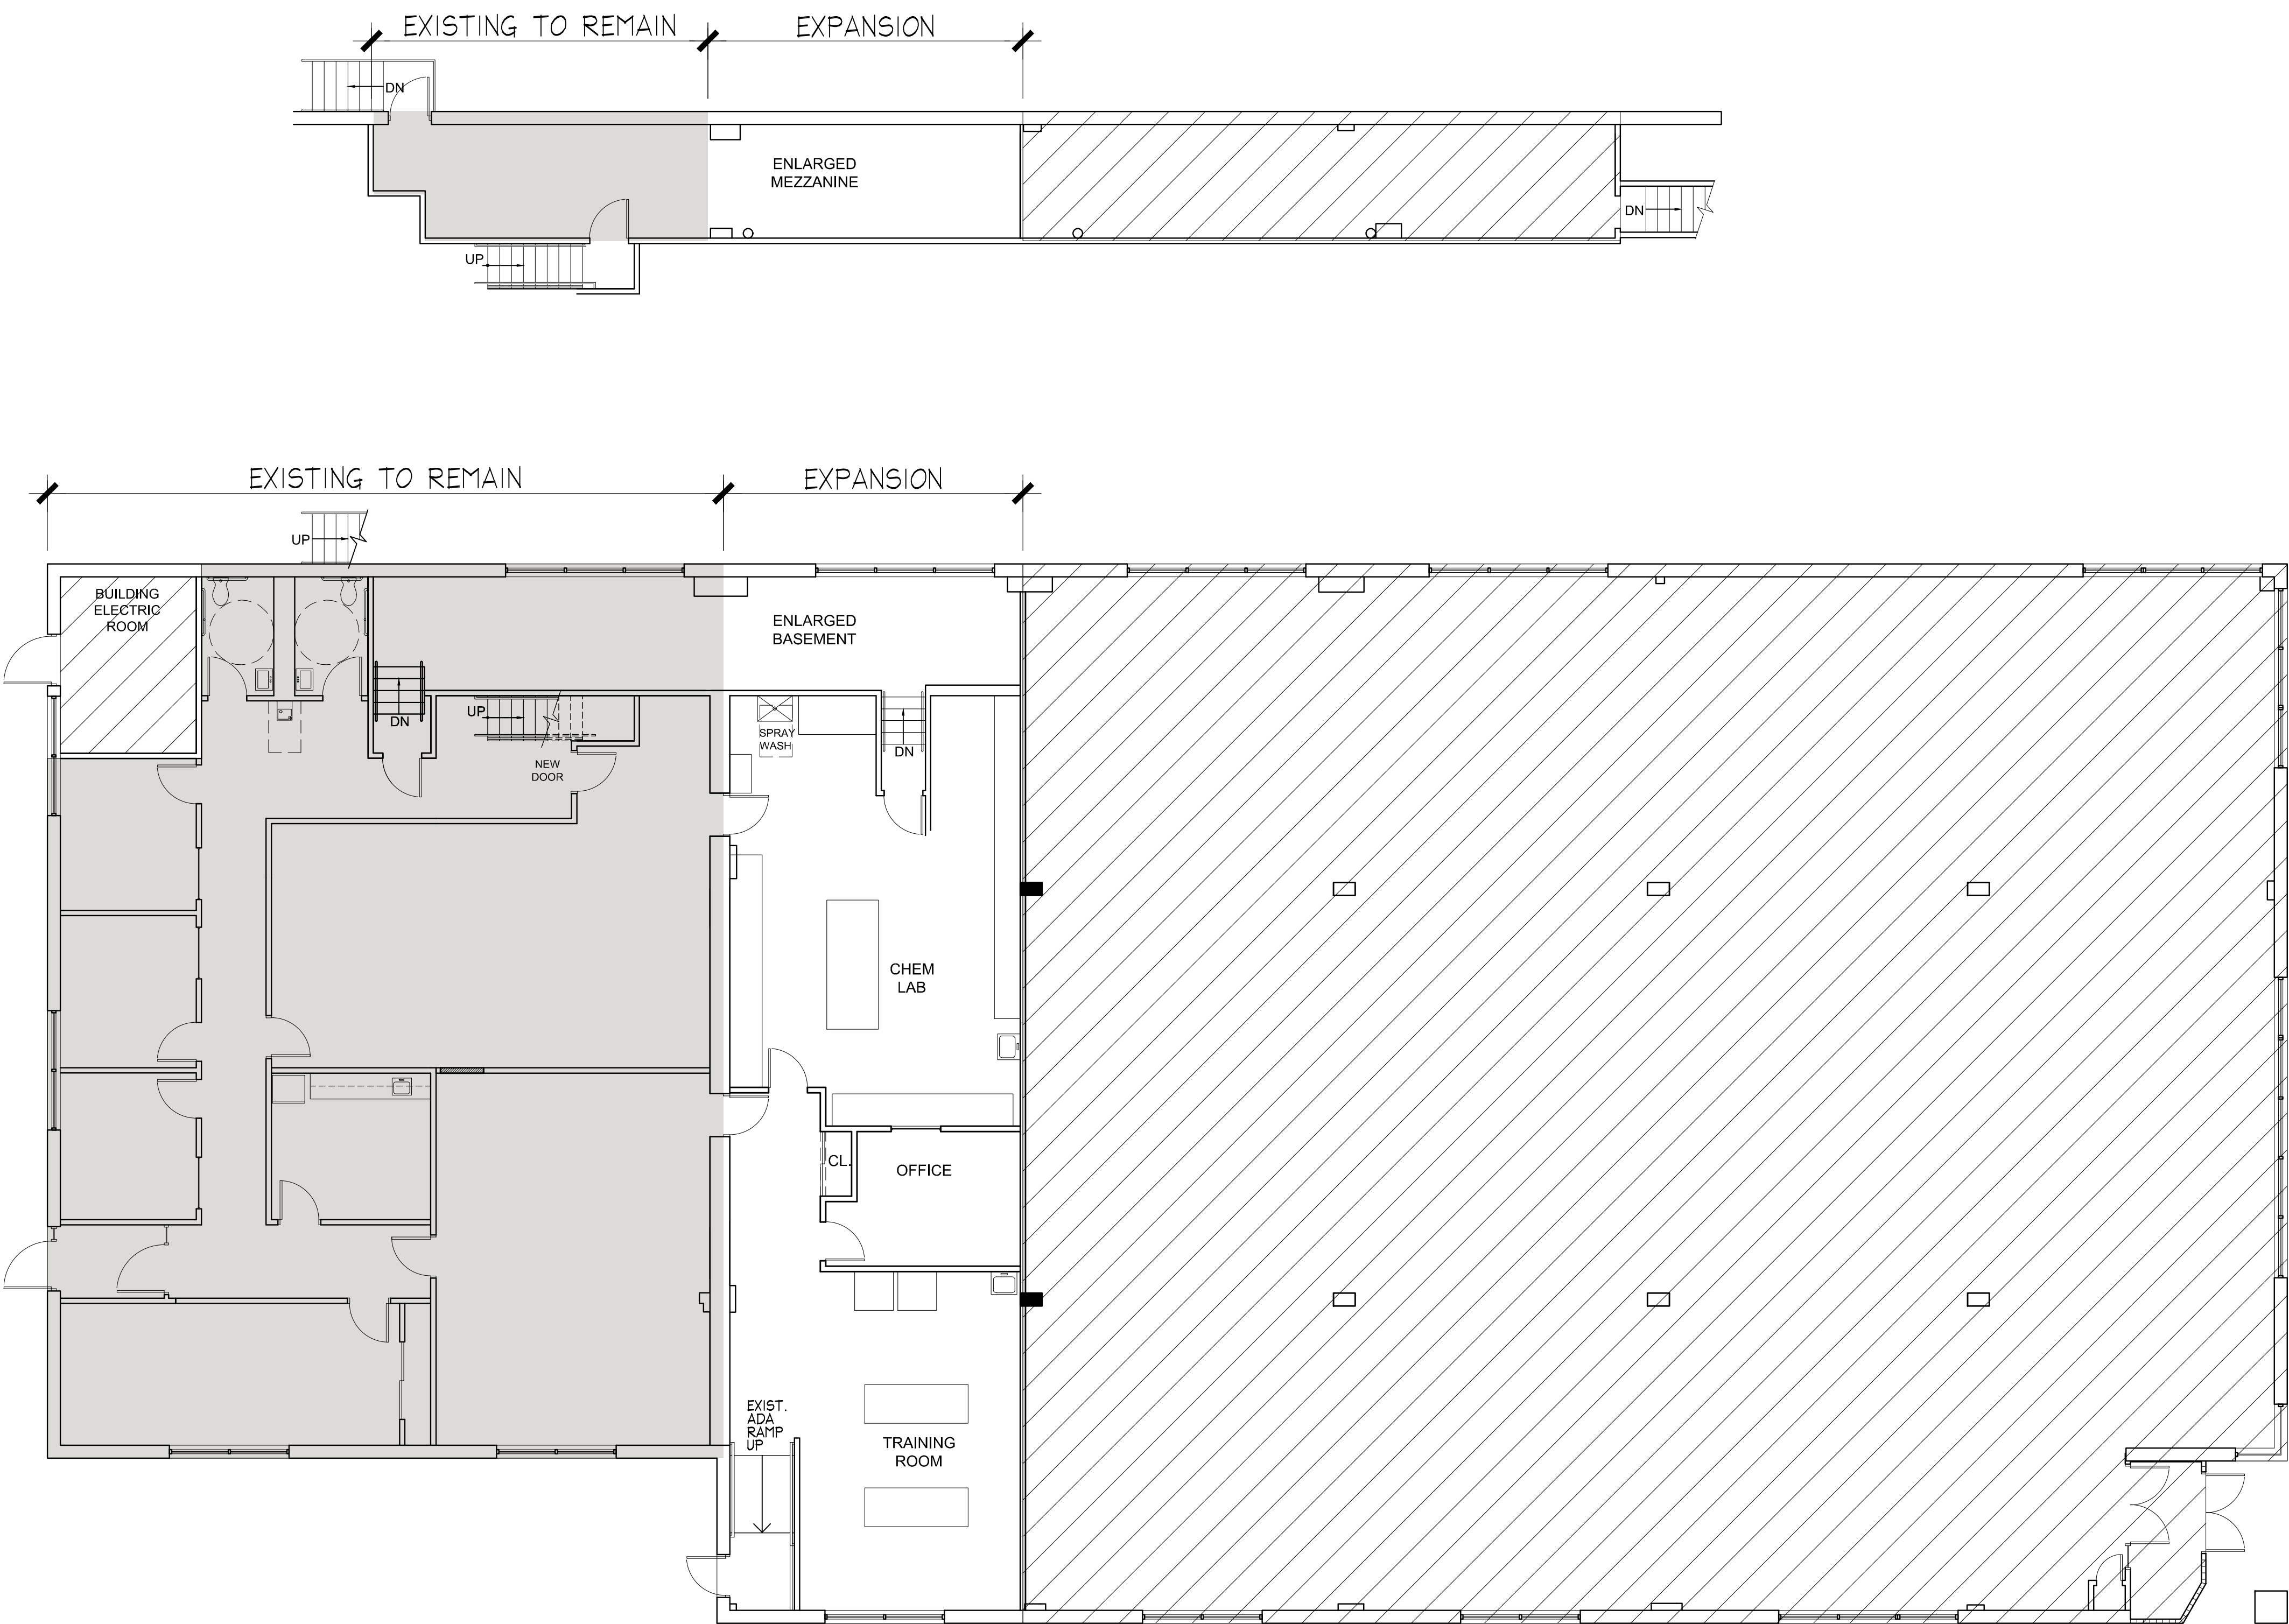 EXISTING TO REMAIN
EXPANSION
DN
ENLARGED
MEZZANINE
DN
UP
EXISTING TO REMAIN
EXPANSION
UP
BUILDING
ELECTRIC
ROOM
ENLARGED
BASEMENT
DN
UP
SPRAY
WASH
DN
NEW
DOOR
CHEM
LAB
CL.
OFFICE
EXIST.
ADA
RAMP
UP
TRAINING
ROOM